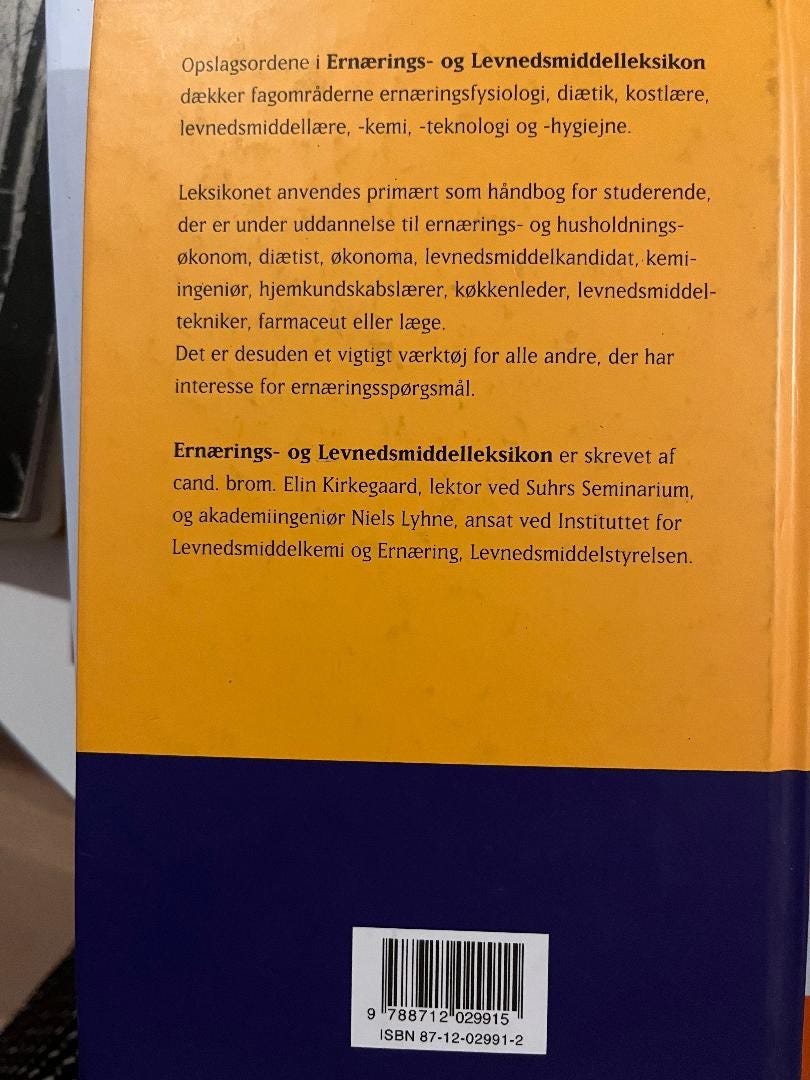 Opslagsordene i Ernærings- og Levnedsmiddelleksikon
dækker fagområderne ernæringsfysiologi, diætik, kostlære,
levnedsmiddellære, -kemi, -teknologi og -hygiejne.
Leksikonet anvendes primært som håndbog for studerende,
der er under uddannelse til ernærings- og husholdnings-
økonom, diætist, økonoma, levnedsmiddelkandidat, kemi-
ingeniør, hjemkundskabslærer, køkkenleder, levnedsmiddel-
tekniker, farmaceut eller læge.
Det er desuden et vigtigt værktøj for alle andre, der har
interesse for ernæringsspørgsmål.
Ernærings- og Levnedsmiddelleksikon er skrevet af
cand. brom. Elin Kirkegaard, lektor ved Suhrs Seminarium,
og akademiingeniør Niels Lyhne, ansat ved Instituttet for
Levnedsmiddelkemi og Ernæring, Levnedsmiddelstyrelsen.
9 788712 029915
ISBN 87-12-02991-2